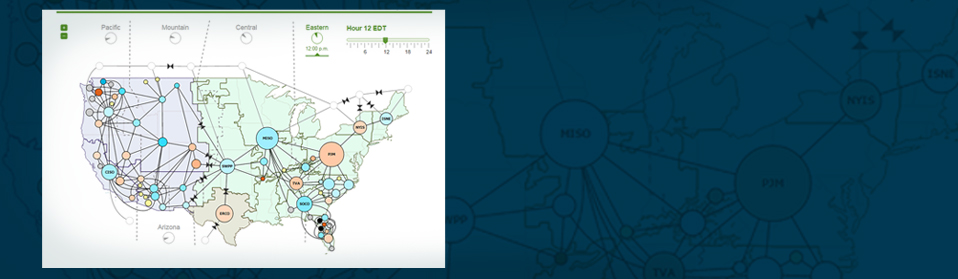 Pacific Mountain Central Eastern Hour 12 EDT
12:00 p.m.
6 12 18 24
ISNE
NYIS
MISO
PJM
SWPP
CISO
TVA
ERCO
SOCO
Arizona
ISNE
NYIS
MISO
PJM
WPP
TVA